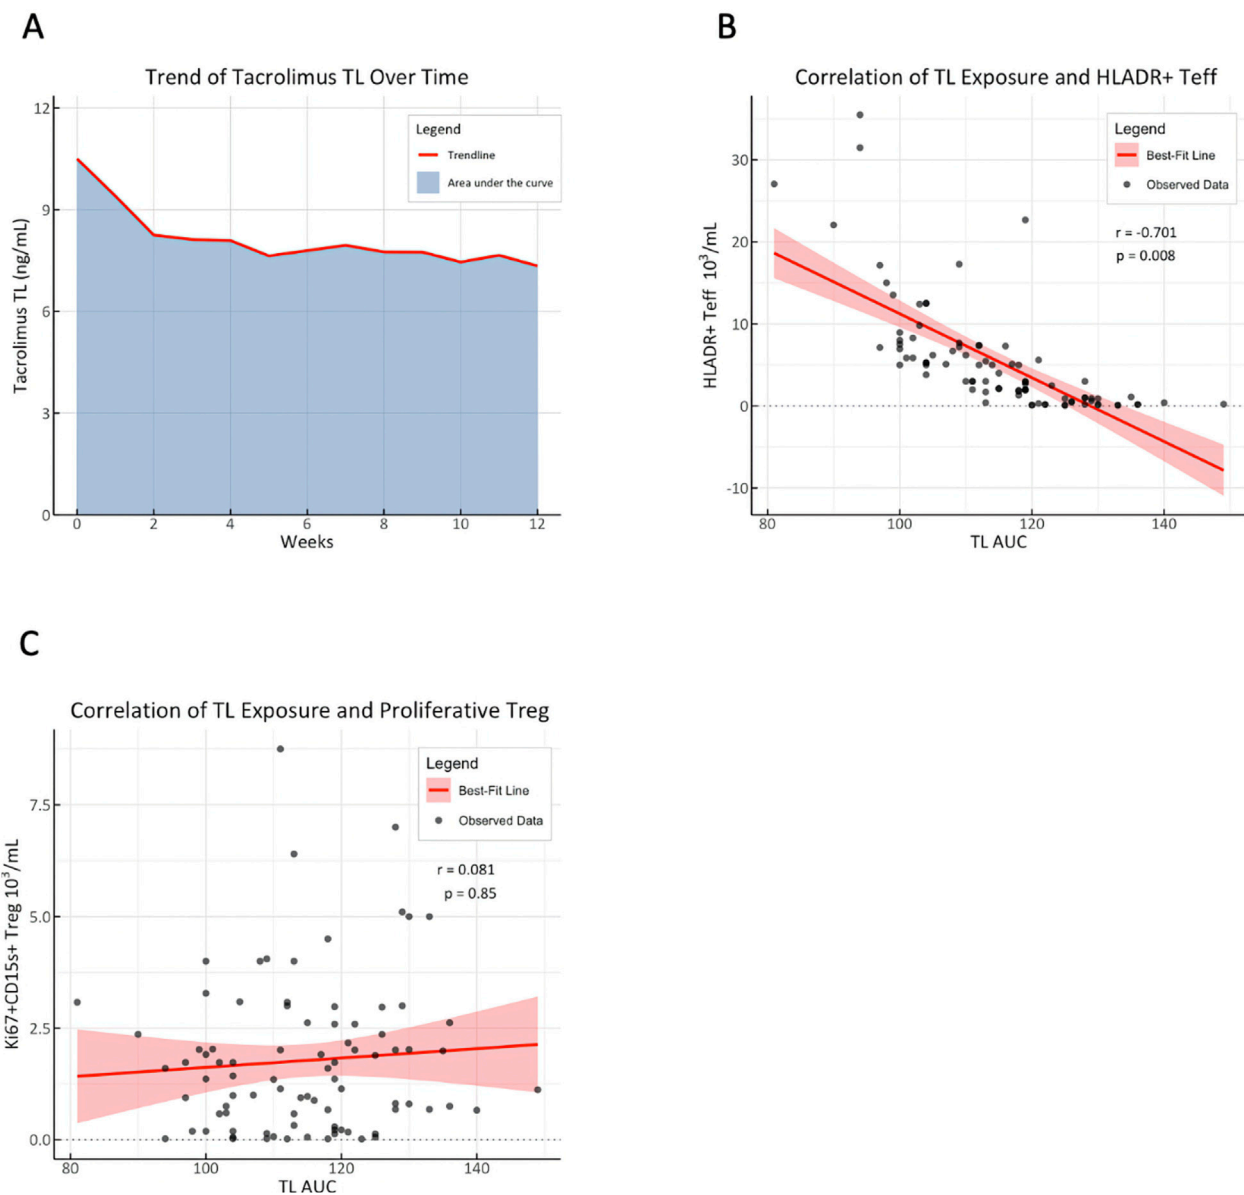 A
Trend of Tacrolimus TL Over Time
12
9
6
3
0
Tacrolimus TL (ng/mL)
Legend
Trendline
Area under the curve
0 2 4 6 8 10 12
Weeks
B
Correlation of TL Exposure and HLADR+ Teff
30
20
10
0
-10
HLADR+ Teff 10³/mL
Legend
Best-Fit Line
Observed Data
r = -0.701
p = 0.008
80 100 120 140
TL AUC
C
Correlation of TL Exposure and Proliferative Treg
7.5
5.0
2.5
0.0
Ki67+CD15s+ Treg 10³/mL
Legend
Best-Fit Line
Observed Data
r = 0.081
p = 0.85
80 100 120 140
TL AUC